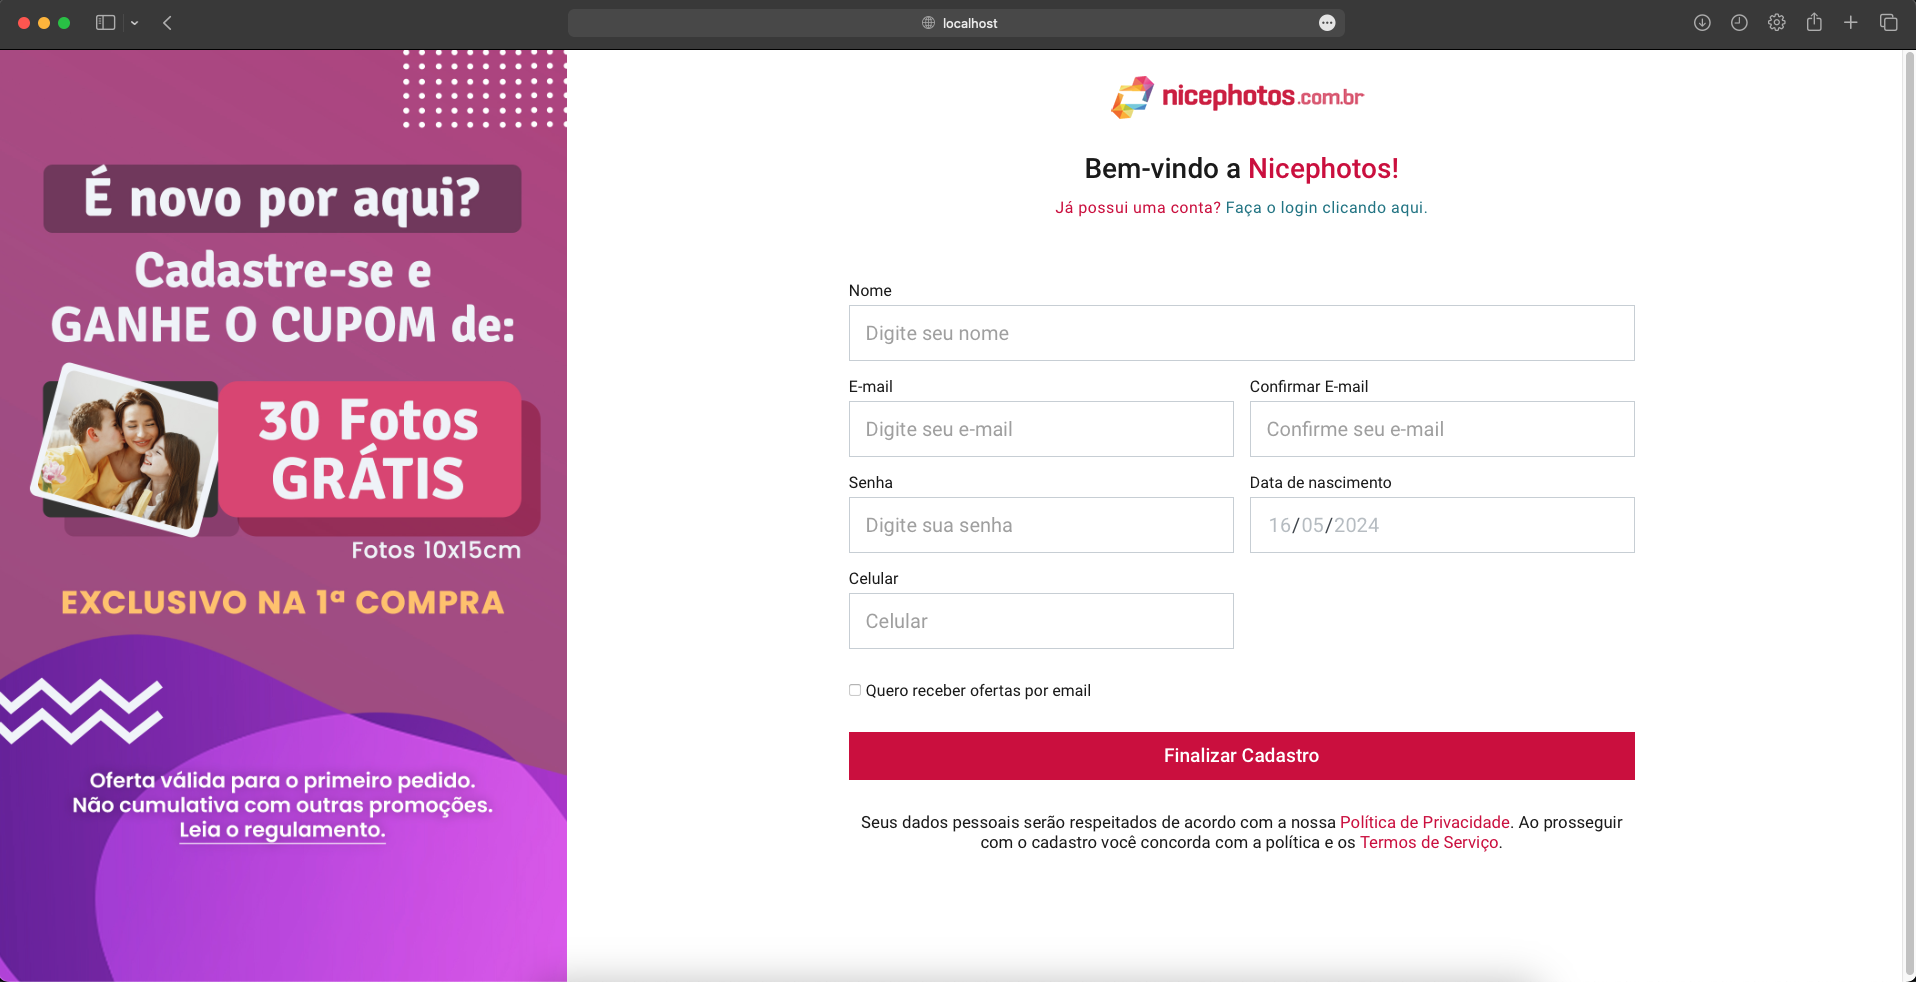 localhost
É novo por aqui?
Cadastre-se e
GANHE O CUPOM de:
30 Fotos
GRÁTIS
Fotos 10x15cm
EXCLUSIVO NA 1ª COMPRA
Oferta válida para o primeiro pedido.
Não cumulativa com outras promoções.
Leia o regulamento.
nicephotos.com.br
Bem-vindo a Nicephotos!
Já possui uma conta? Faça o login clicando aqui.
Nome
Digite seu nome
E-mail
Confirmar E-mail
Digite seu e-mail
Confirme seu e-mail
Senha
Data de nascimento
Digite sua senha
16/05/2024
Celular
Celular
Quero receber ofertas por email
Finalizar Cadastro
Seus dados pessoais serão respeitados de acordo com a nossa Política de Privacidade. Ao prosseguir
com o cadastro você concorda com a política e os Termos de Serviço.